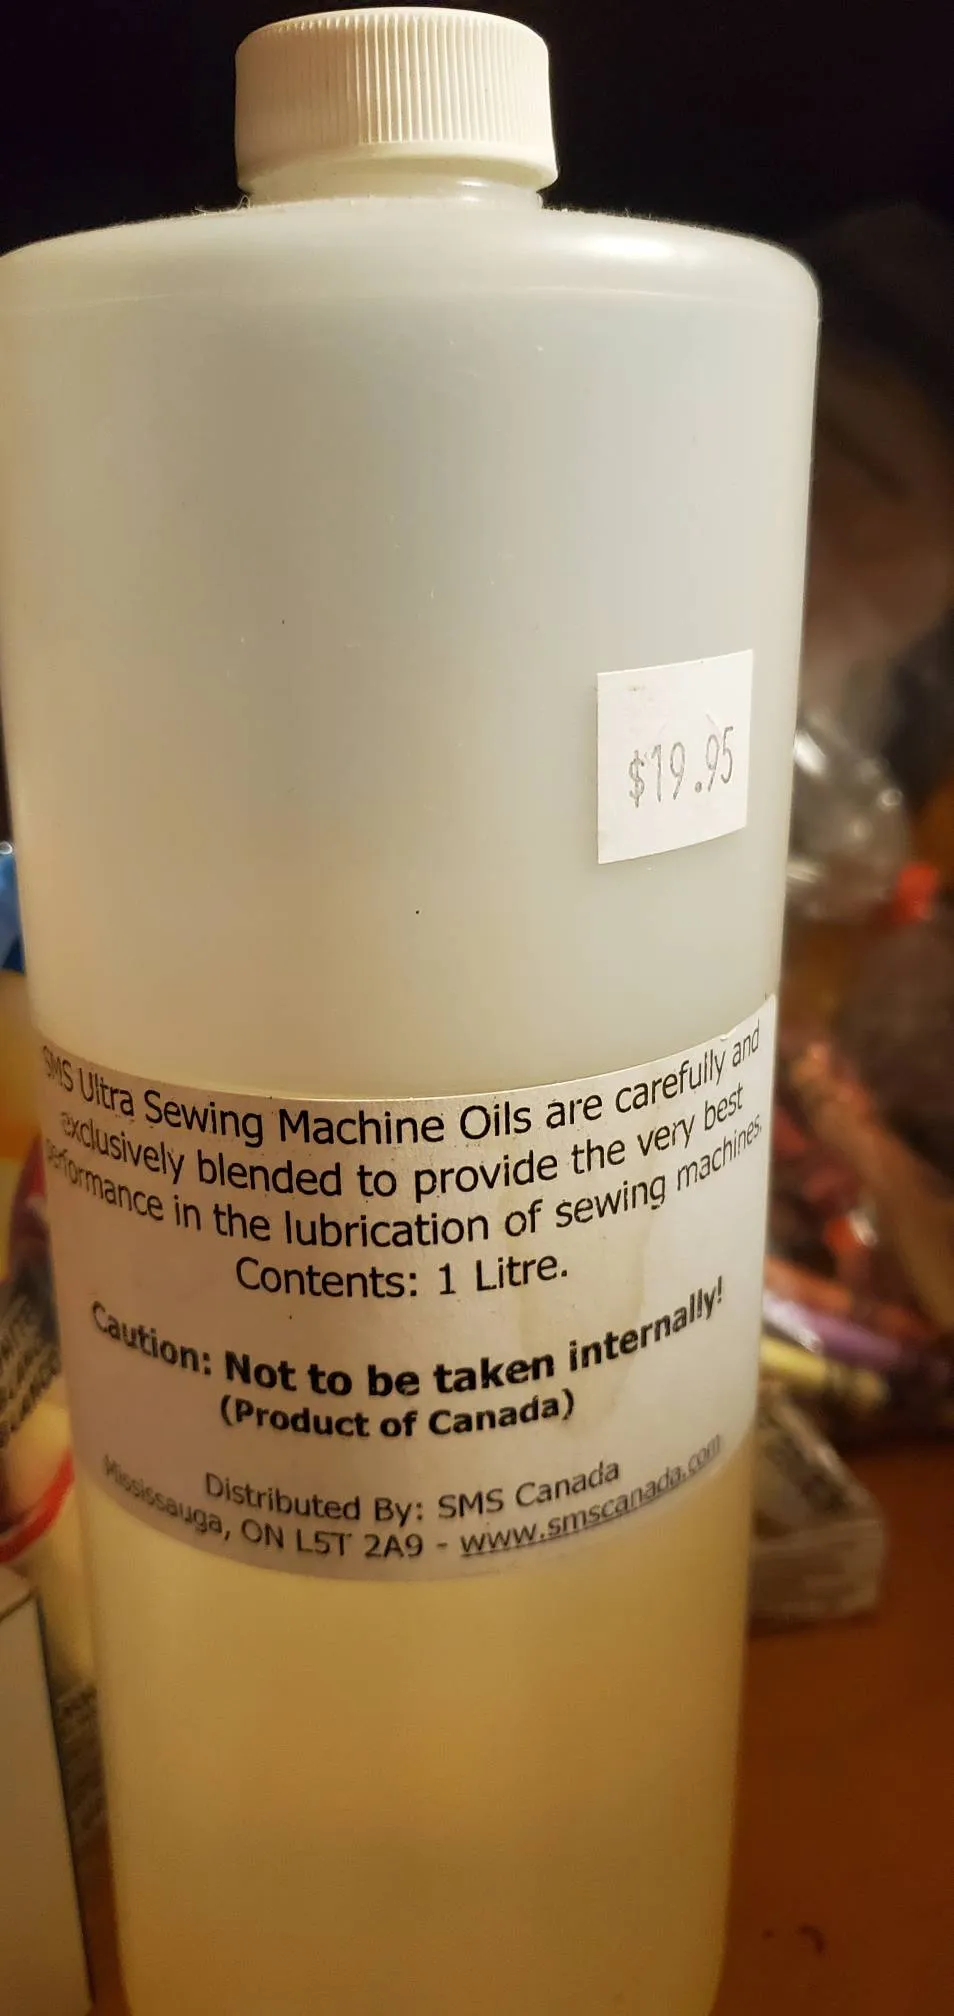 $19.95
SMS Ultra Sewing Machine Oils are carefully and
exclusively blended to provide the very best
performance in the lubrication of sewing machines.
Contents: 1 Litre.
Caution: Not to be taken internally!
(Product of Canada)
Distributed By: SMS Canada
Mississauga, ON L5T 2A9 - www.smscanada.com